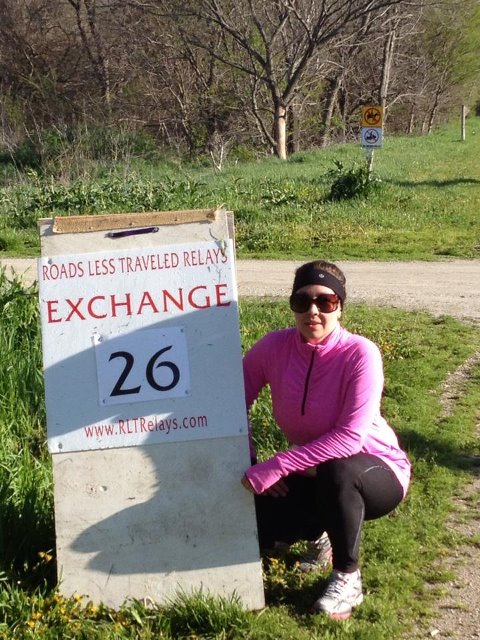 ROADS LESS TRAVELED RELAYS
EXCHANGE
26
www.RLTRelays.com